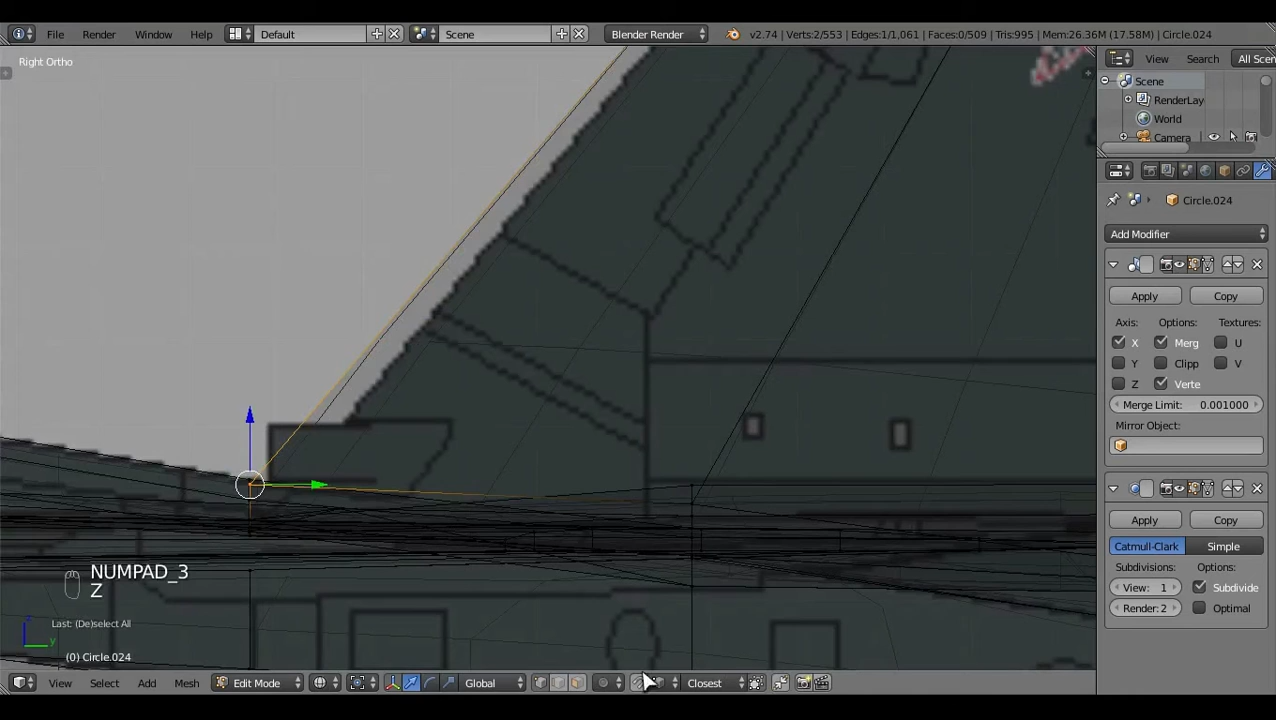 File Render Window Help Default Scene Blender Render v2.74 | Verts:2/553 | Edges:1/1,061 | Faces:0/509 | Tris:995 | Mem:26.36M (17.58M) | Circle.024
Right Ortho
View Search All Scen
Scene
RenderLay
World
Camera
Circle.024
Add Modifier
Apply Copy
Axis: Options: Textures:
X Merg U
Y Clipp V
Z Verte
Merge Limit: 0.001000
Mirror Object:
Apply Copy
Catmull-Clark Simple
Subdivisions: Options:
View: 1 Subdivide
Render: 2 Optimal
NUMPAD_3
Z
Last: (De)select All
z
y
(0) Circle.024
View Select Add Mesh Edit Mode Global Closest